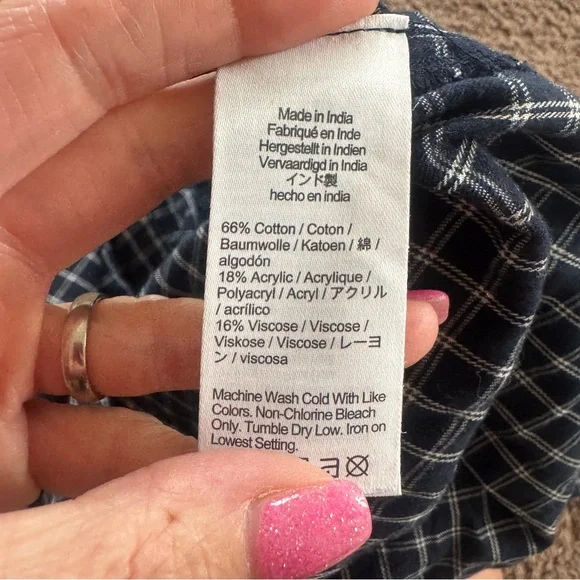 Made in India
Fabriqué en Inde
Hergestellt in Indien
Vervaardigd in India
インド製
hecho en india
66% Cotton / Coton /
Baumwolle / Katoen / 綿 /
algodón
18% Acrylic / Acrylique /
Polyacryl / Acryl / アクリル
/ acrílico
16% Viscose / Viscose /
Viskose / Viscose / レーヨ
ン / viscosa
Machine Wash Cold With Like
Colors. Non-Chlorine Bleach
Only. Tumble Dry Low. Iron on
Lowest Setting.